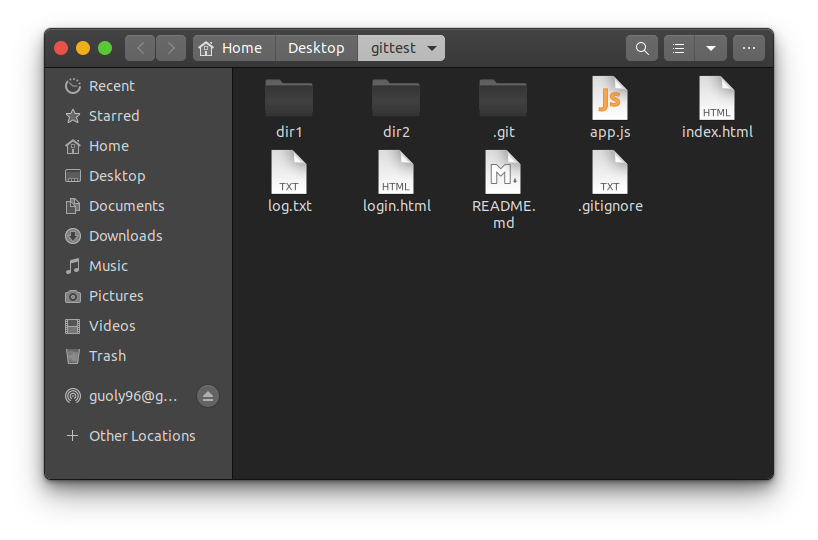 Home Desktop gittest
Recent
Starred
Home
Desktop
Documents
Downloads
Music
Pictures
Videos
Trash
guoly96@g…
Other Locations
dir1 dir2 .git app.js index.html
Js HTML
TXT HTML M TXT
log.txt login.html README.md .gitignore